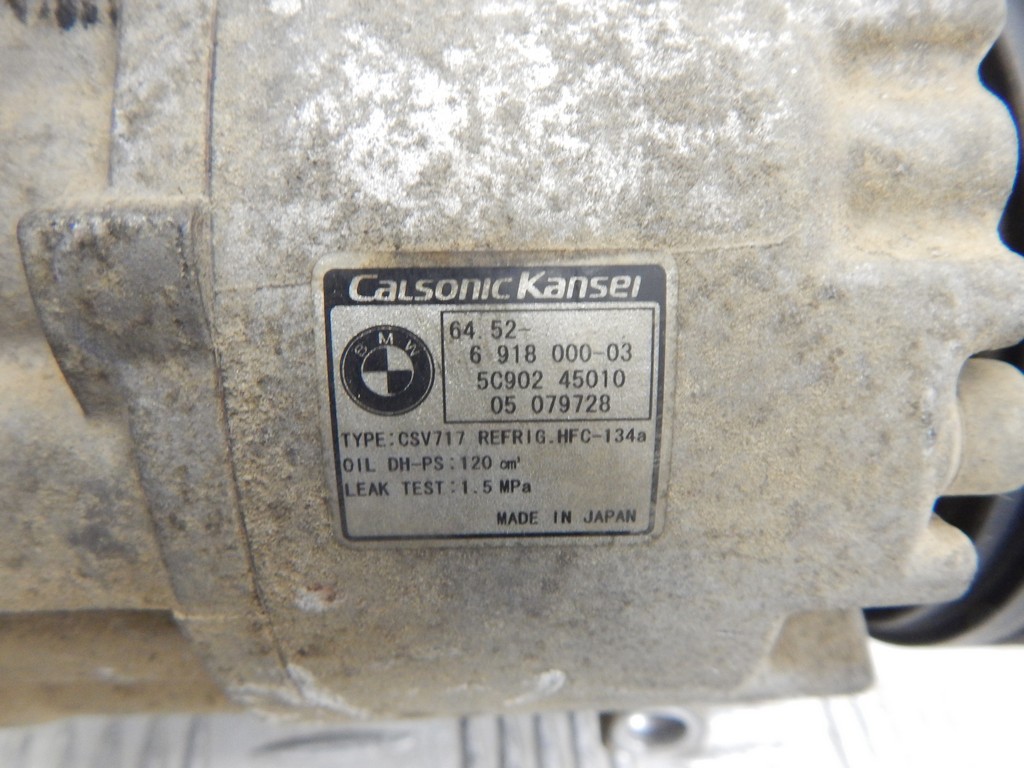 CALSONIC KANSEI
BMW
64.52-
6 918 000-03
5C902 45010
05 079728
TYPE:CSV717 REFRIG.HFC-134a
OIL DH-PS:120 cm³
LEAK TEST:1.5 MPa
MADE IN JAPAN